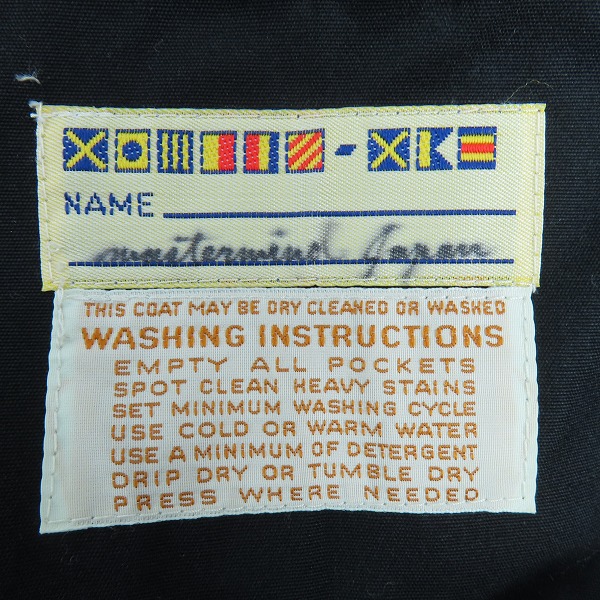 NAME
mastermind Japan
THIS COAT MAY BE DRY CLEANED OR WASHED
WASHING INSTRUCTIONS
EMPTY ALL POCKETS
SPOT CLEAN HEAVY STAINS
SET MINIMUM WASHING CYCLE
USE COLD OR WARM WATER
USE A MINIMUM OF DETERGENT
DRIP DRY OR TUMBLE DRY
PRESS WHERE NEEDED